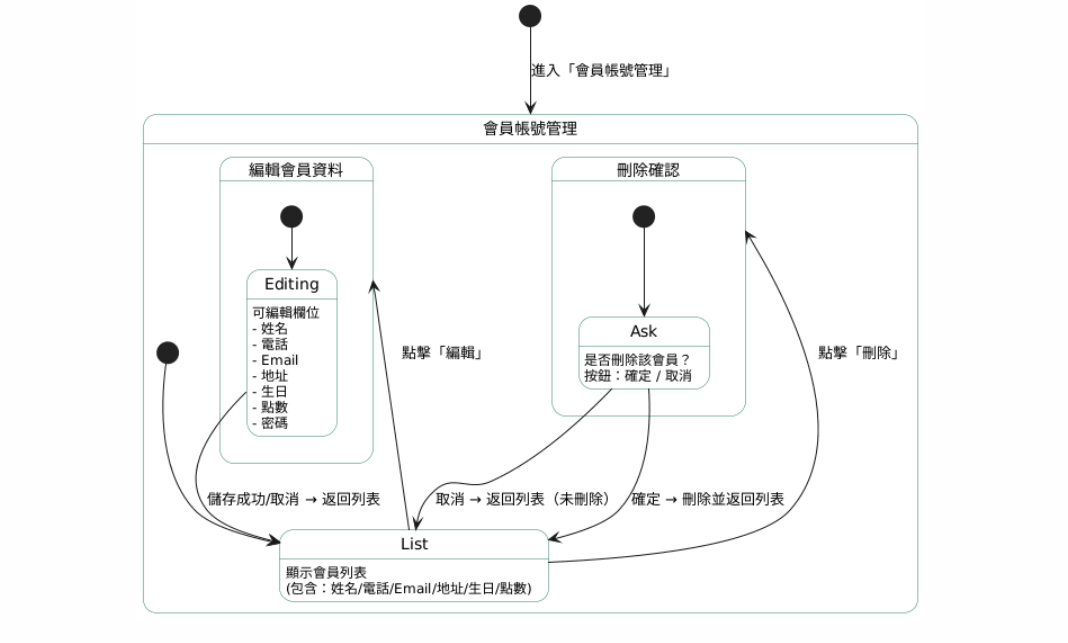 進入「會員帳號管理」
會員帳號管理
編輯會員資料
Editing
可編輯欄位
- 姓名
- 電話
- Email
- 地址
- 生日
- 點數
- 密碼
刪除確認
Ask
是否刪除該會員？
按鈕：確定 / 取消
點擊「編輯」
點擊「刪除」
儲存成功/取消 → 返回列表
取消 → 返回列表（未刪除）
確定 → 刪除並返回列表
List
顯示會員列表
(包含：姓名/電話/Email/地址/生日/點數)